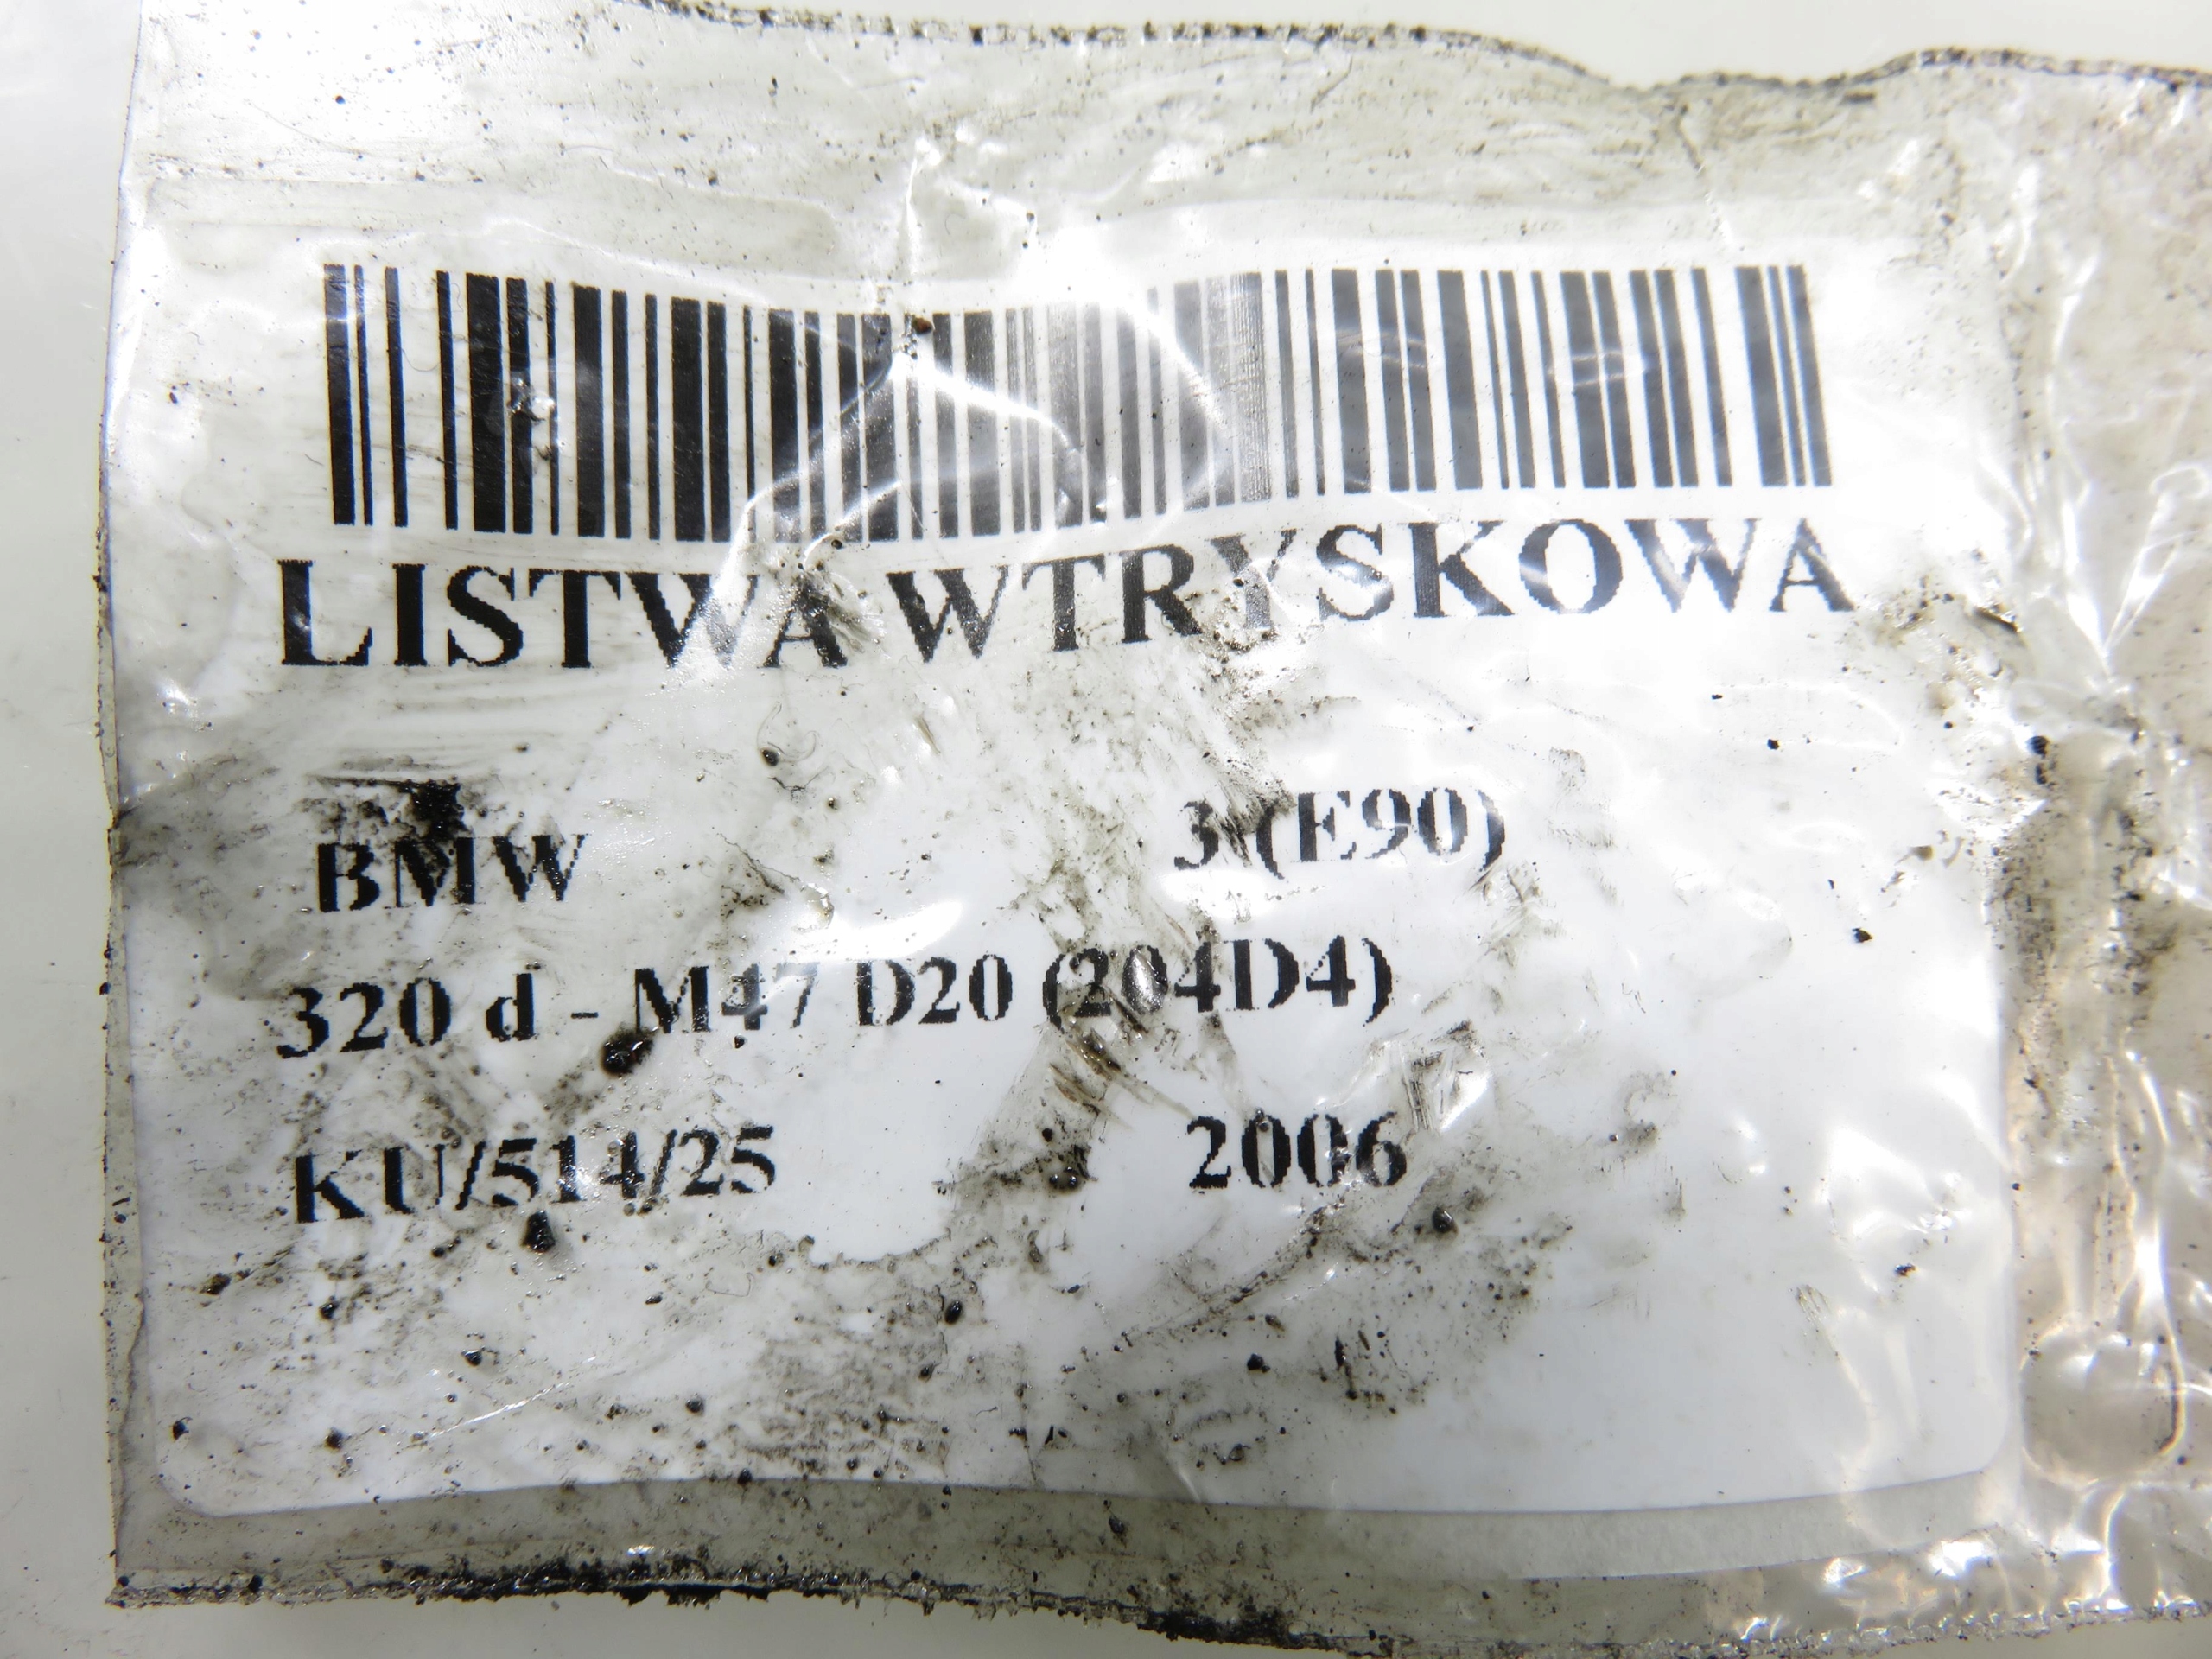 LISTWA WTRYSKOWA
BMW 3 (E90)
320 d - M47 D20 (204D4)
KU/514/25 2006